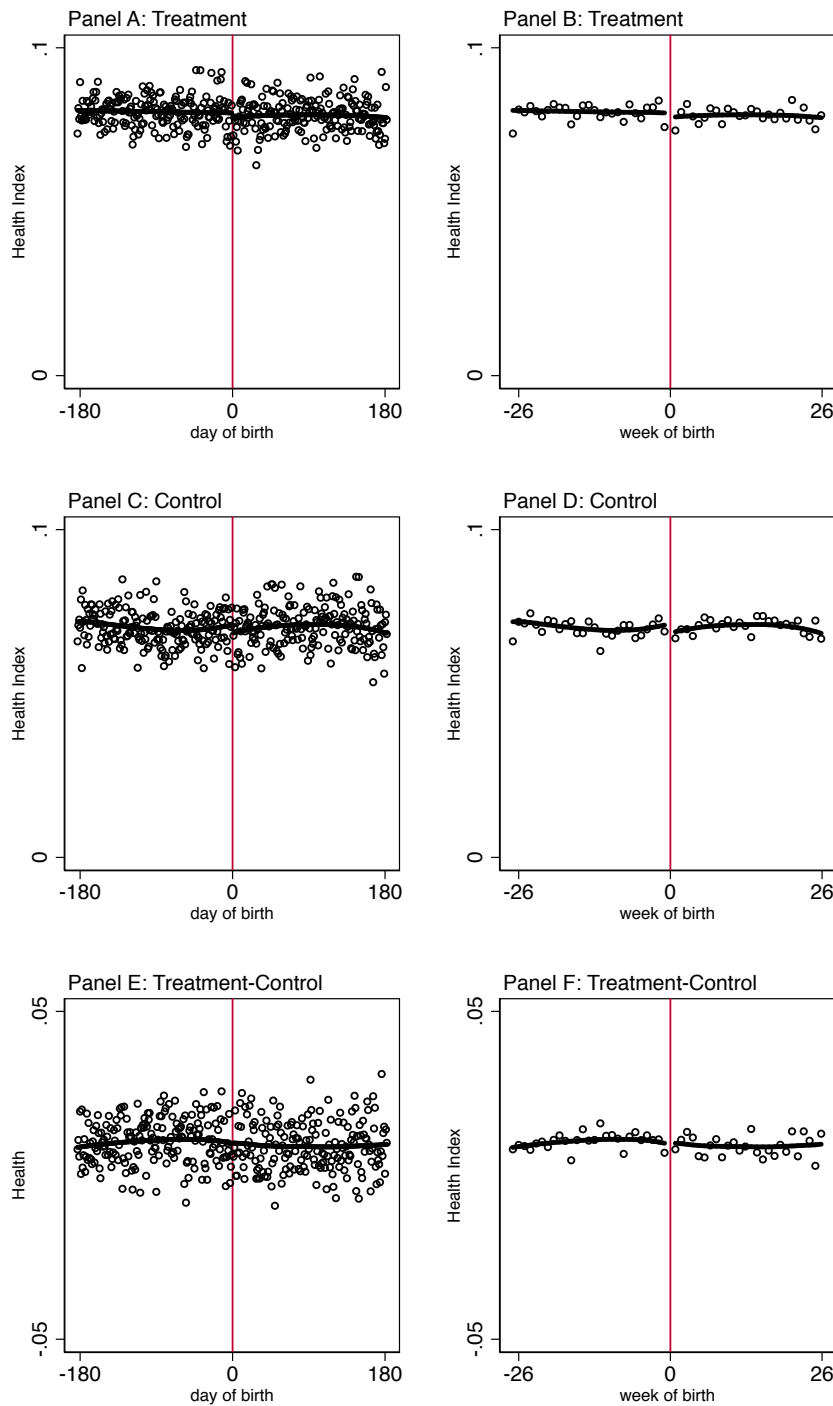 Panel A: Treatment
.1
Health Index
0
-180
0
180
day of birth
Panel B: Treatment
.1
Health Index
0
-26
0
26
week of birth
Panel C: Control
.1
Health Index
0
-180
0
180
day of birth
Panel D: Control
.1
Health Index
0
-26
0
26
week of birth
Panel E: Treatment-Control
.05
Health
-.05
-180
0
180
day of birth
Panel F: Treatment-Control
.05
Health Index
-.05
-26
0
26
week of birth